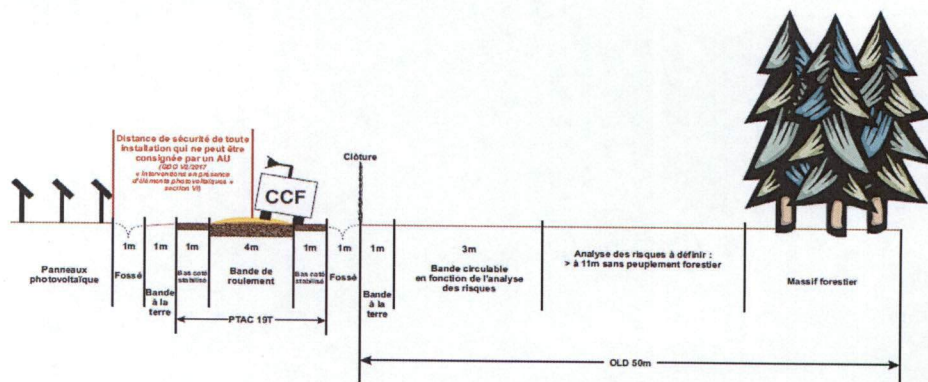 Distance de sécurité de toute
installation qui ne peut être
consignée par un AU
(GDO V2/2017
« Interventions en présence
d'éléments photovoltaïques »
section VI)
Clôture
CCF
1m
1m
1m
4m
1m
1m
1m
3m
Analyse des risques à définir :
> à 11m sans peuplement forestier
Panneaux
photovoltaïque
Fossé
Bande
à la
terre
Bas coté
stabilisé
Bande de
roulement
Bas coté
stabilisé
Fossé
Bande
à la
terre
Bande circulable
en fonction de l'analyse
des risques
Massif forestier
PTAC 19T
OLD 50m